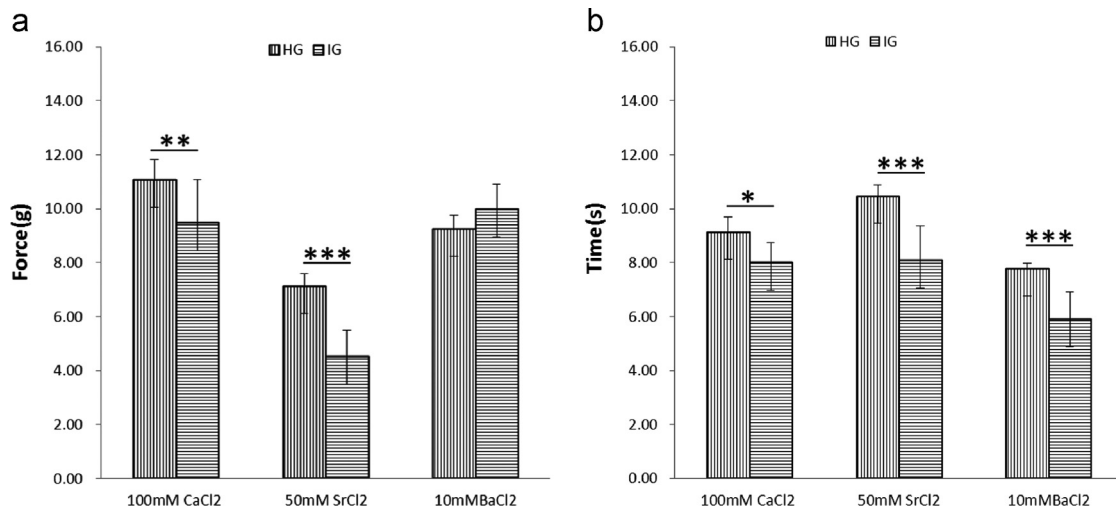 a
16.00
14.00
12.00
10.00
8.00
6.00
4.00
2.00
0.00
Force(g)
HG IG
**
***
100mM CaCl2 50mM SrCl2 10mMBaCl2
b
16.00
14.00
12.00
10.00
8.00
6.00
4.00
2.00
0.00
Time(s)
HG IG
*
***
***
100mM CaCl2 50mM SrCl2 10mMBaCl2